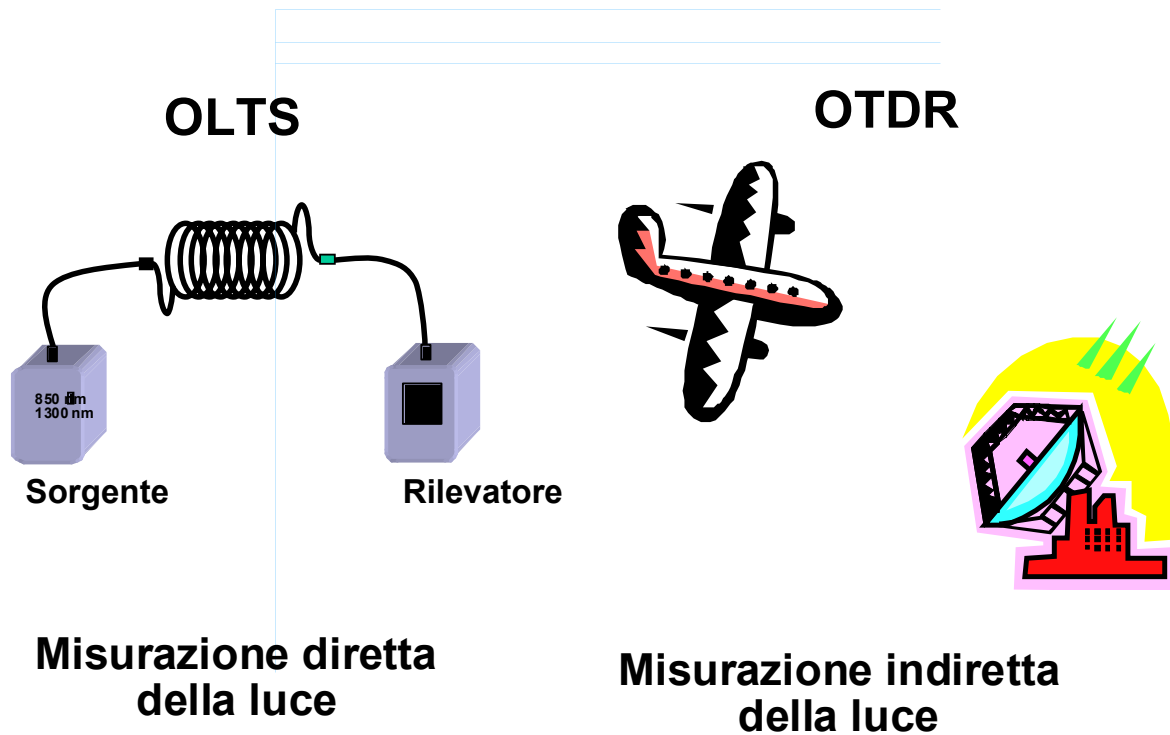 OLTS
OTDR
850 nm
1300 nm
Sorgente
Rilevatore
Misurazione diretta
della luce
Misurazione indiretta
della luce